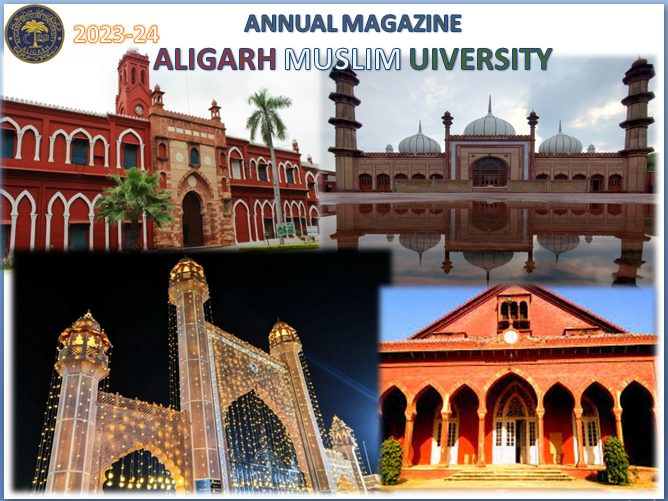 2023-24
ANNUAL MAGAZINE
ALIGARH MUSLIM UIVERSITY